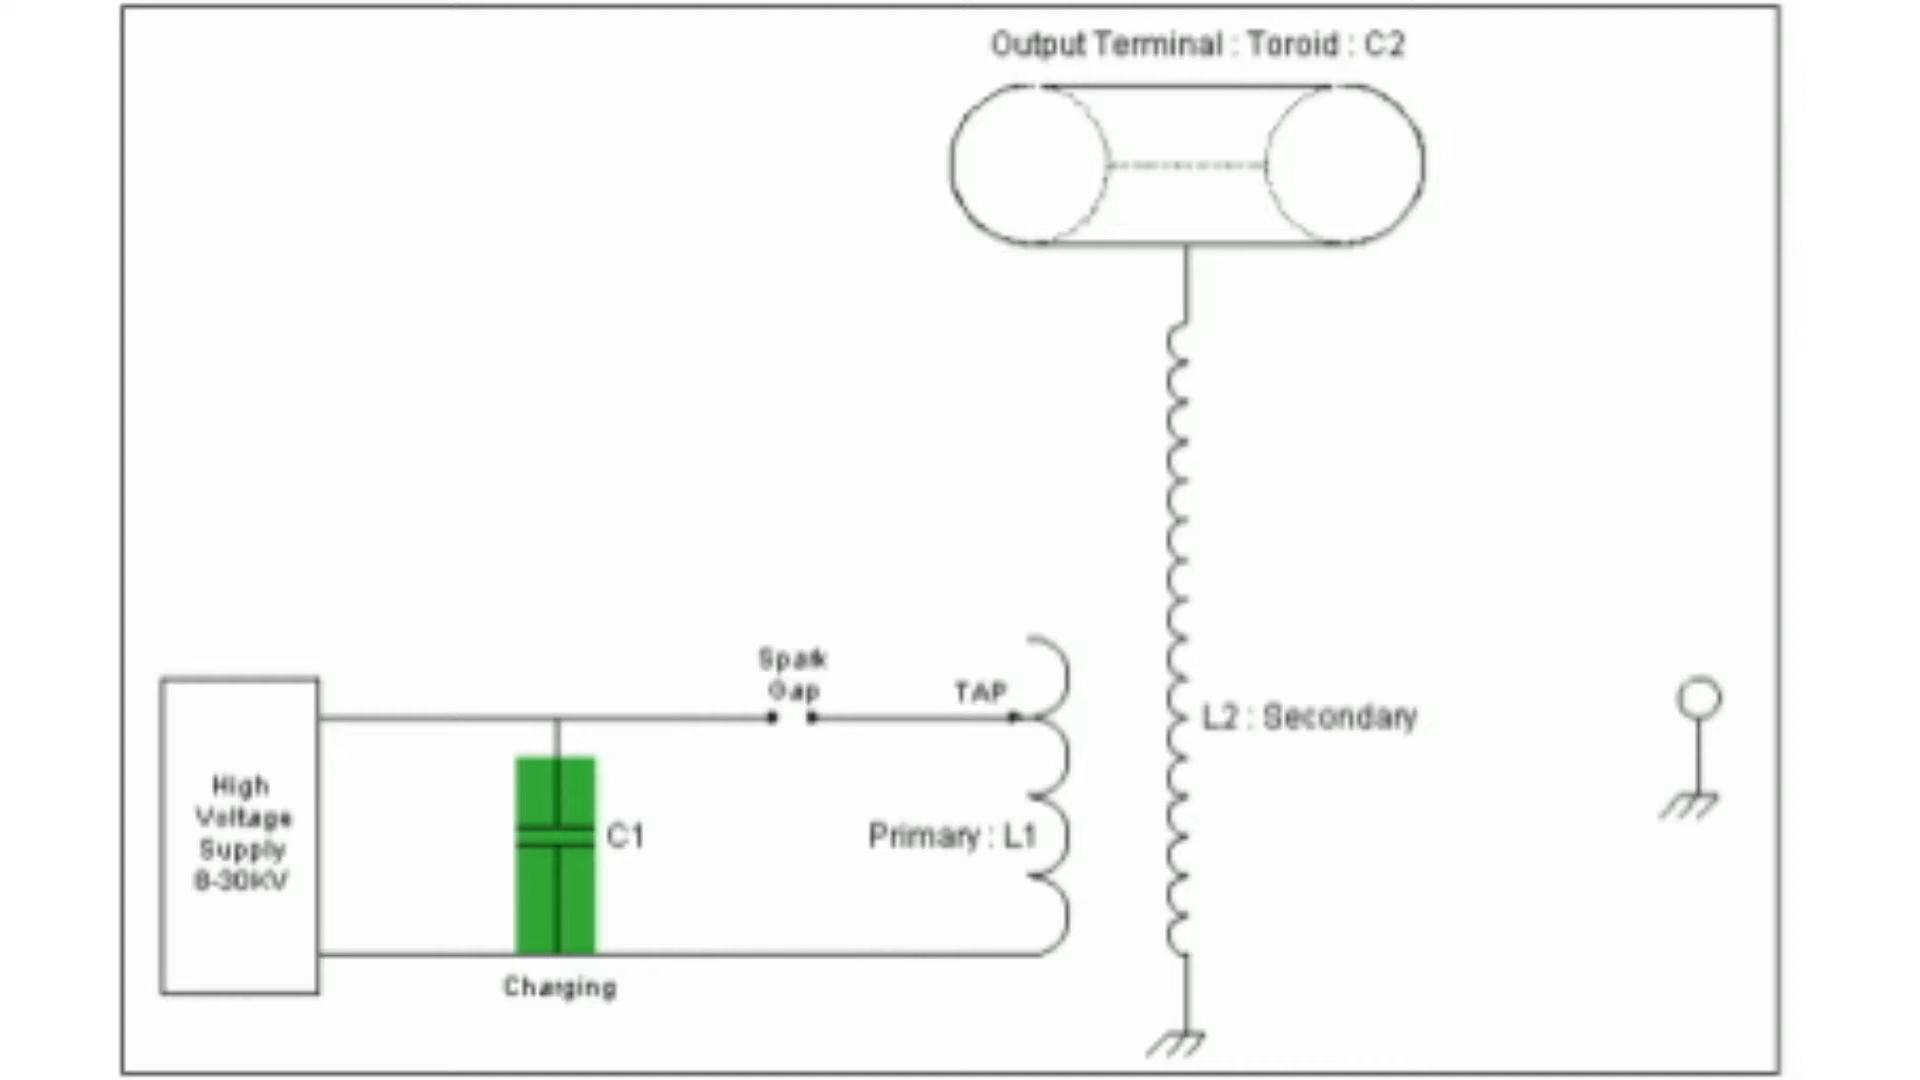 Output Terminal : Toroid : C2
Spark
Gap
TAP
L2 : Secondary
High
Voltage
Supply
8-30KV
C1
Primary : L1
Charging